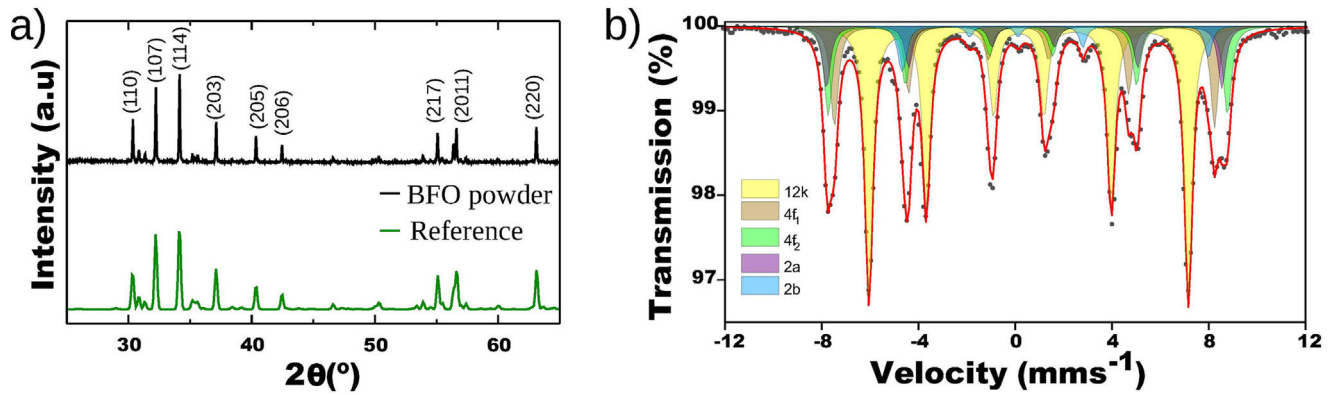 a)
Intensity (a.u)
(110)
(107)
(114)
(203)
(205)
(206)
(217)
(2011)
(220)
BFO powder
Reference
30
40
50
60
2θ(º)
b)
Transmission (%)
100
99
98
97
12k
4f₁
4f₂
2a
2b
-12
-8
-4
0
4
8
12
Velocity (mms⁻¹)